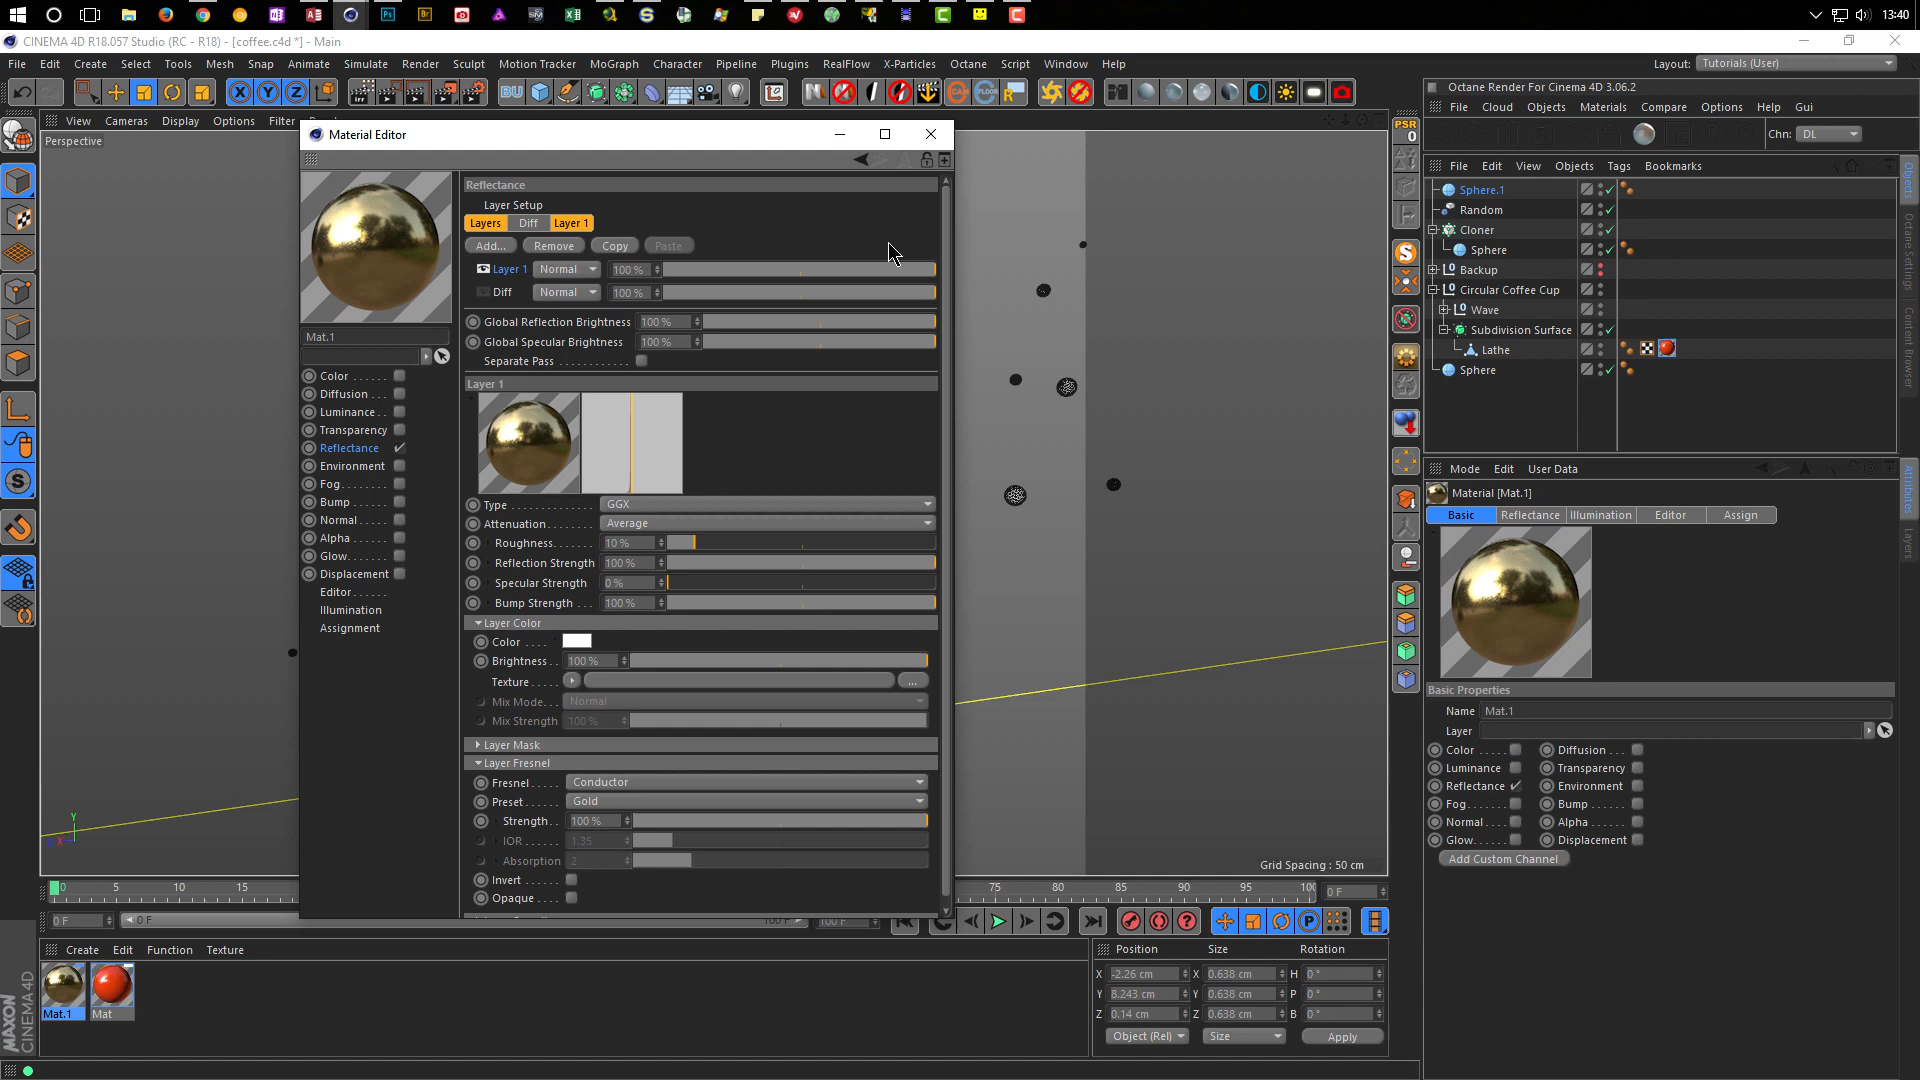 13:40
CINEMA 4D R18.057 Studio (RC - R18) - [coffee.c4d *] - Main
File Edit Create Select Tools Mesh Snap Animate Simulate Render Sculpt Motion Tracker MoGraph Character Pipeline Plugins RealFlow X-Particles Octane Script Window Help
Layout: Tutorials (User)
View Cameras Display Options Filter
Perspective
Material Editor
Mat.1
Color
Diffusion
Luminance
Transparency
Reflectance
Environment
Fog
Bump
Normal
Alpha
Glow
Displacement
Editor
Illumination
Assignment
Reflectance
Layer Setup
Layers Diff Layer 1
Add... Remove Copy Paste
Layer 1 Normal 100 %
Diff Normal 100 %
Global Reflection Brightness 100 %
Global Specular Brightness 100 %
Separate Pass
Layer 1
Type GGX
Attenuation Average
Roughness 10 %
Reflection Strength 100 %
Specular Strength 0 %
Bump Strength 100 %
Layer Color
Color
Brightness 100 %
Texture ...
Mix Mode Normal
Mix Strength 100 %
Layer Mask
Layer Fresnel
Fresnel Conductor
Preset Gold
Strength 100 %
IOR 1.35
Absorption 2
Invert
Opaque
Grid Spacing : 50 cm
0 5 10 15 75 80 85 90 95 100 0 F
0 F 0 F 100 F 100 F
Create Edit Function Texture
Mat.1 Mat
MAXON CINEMA 4D
Position Size Rotation
X -2.26 cm X 0.638 cm H 0 °
Y 8.243 cm Y 0.638 cm P 0 °
Z 0.14 cm Z 0.638 cm B 0 °
Object (Rel) Size Apply
PSR
0
Octane Render For Cinema 4D 3.06.2
File Cloud Objects Materials Compare Options Help Gui
Chn: DL
File Edit View Objects Tags Bookmarks
Sphere.1
Random
Cloner
Sphere
Backup
Circular Coffee Cup
Wave
Subdivision Surface
Lathe
Sphere
Objects
Octane Settings
Content Browser
Mode Edit User Data
Material [Mat.1]
Basic Reflectance Illumination Editor Assign
Basic Properties
Name Mat.1
Layer
Color Diffusion
Luminance Transparency
Reflectance Environment
Fog Bump
Normal Alpha
Glow Displacement
Add Custom Channel
Attributes
Layers